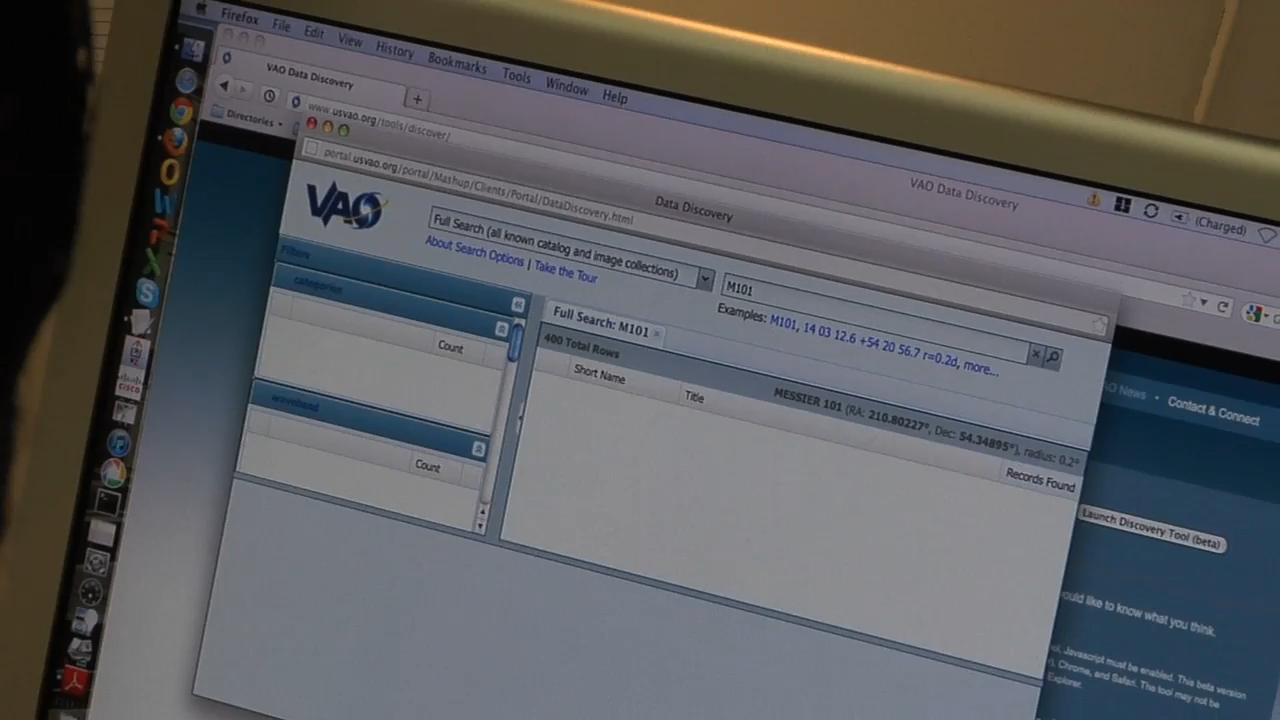 Firefox File Edit View History Bookmarks Tools Window Help
(Charged)
VAO Data Discovery
VAO Data Discovery
www.usvao.org/tools/discover/
Directories
Data Discovery
portal.usvao.org/portal/Mashup/Clients/Portal/DataDiscovery.html
VAO
Full Search (all known catalog and image collections)
M101
About Search Options | Take the Tour
Examples: M101, 14 03 12.6 +54 20 56.7 r=0.2d, more...
Filters
categories
Count
waveband
Count
Full Search: M101
400 Total Rows
MESSIER 101 (RA: 210.80227°, Dec: 54.34895°), radius: 0.2°
Short Name Title Records Found
AO News • Contact & Connect
Launch Discovery Tool (beta)
ould like to know what you think.
Javascript must be enabled. This beta version
Chrome, and Safari. The tool may not be
Explorer.
CISCO